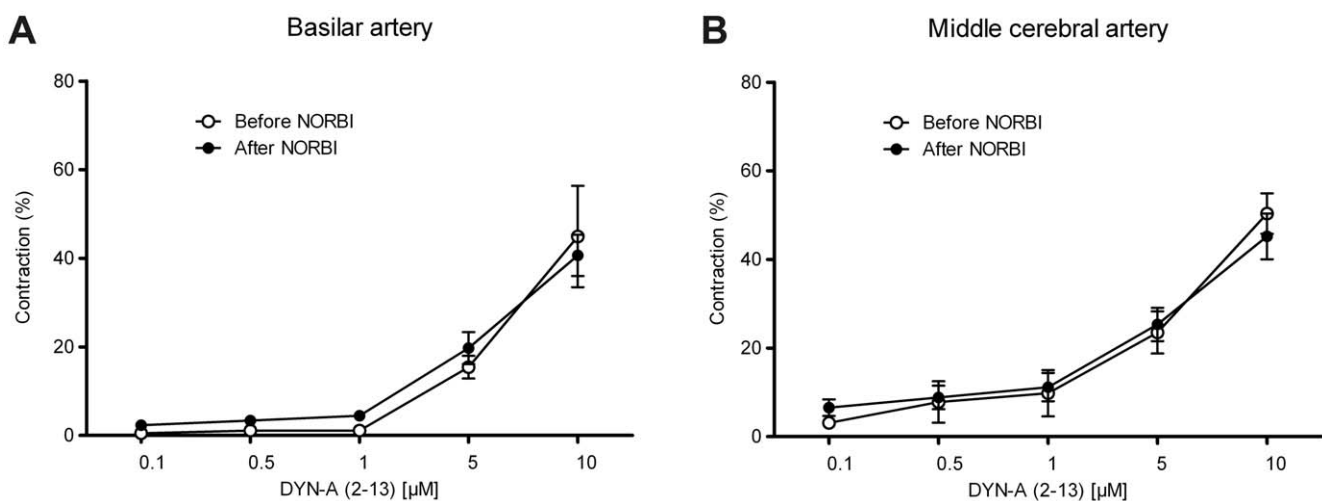 A
Basilar artery
80
60
40
20
0
Contraction (%)
Before NORBI
After NORBI
0.1 0.5 1 5 10
DYN-A (2-13) [µM]
B
Middle cerebral artery
80
60
40
20
0
Contraction (%)
Before NORBI
After NORBI
0.1 0.5 1 5 10
DYN-A (2-13) [µM]